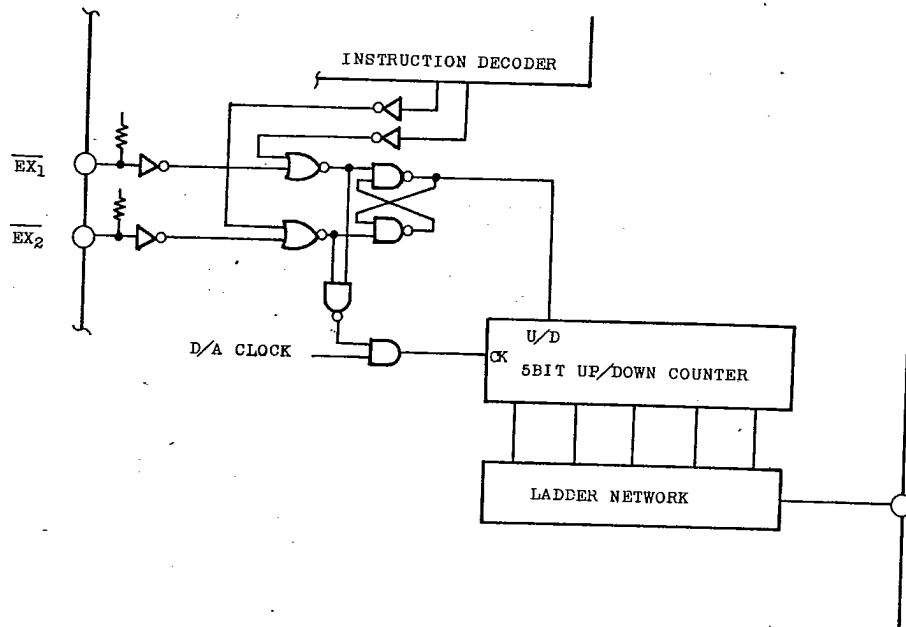 INSTRUCTION DECODER
EX1
EX2
D/A CLOCK
U/D
CK
5BIT UP/DOWN COUNTER
LADDER NETWORK